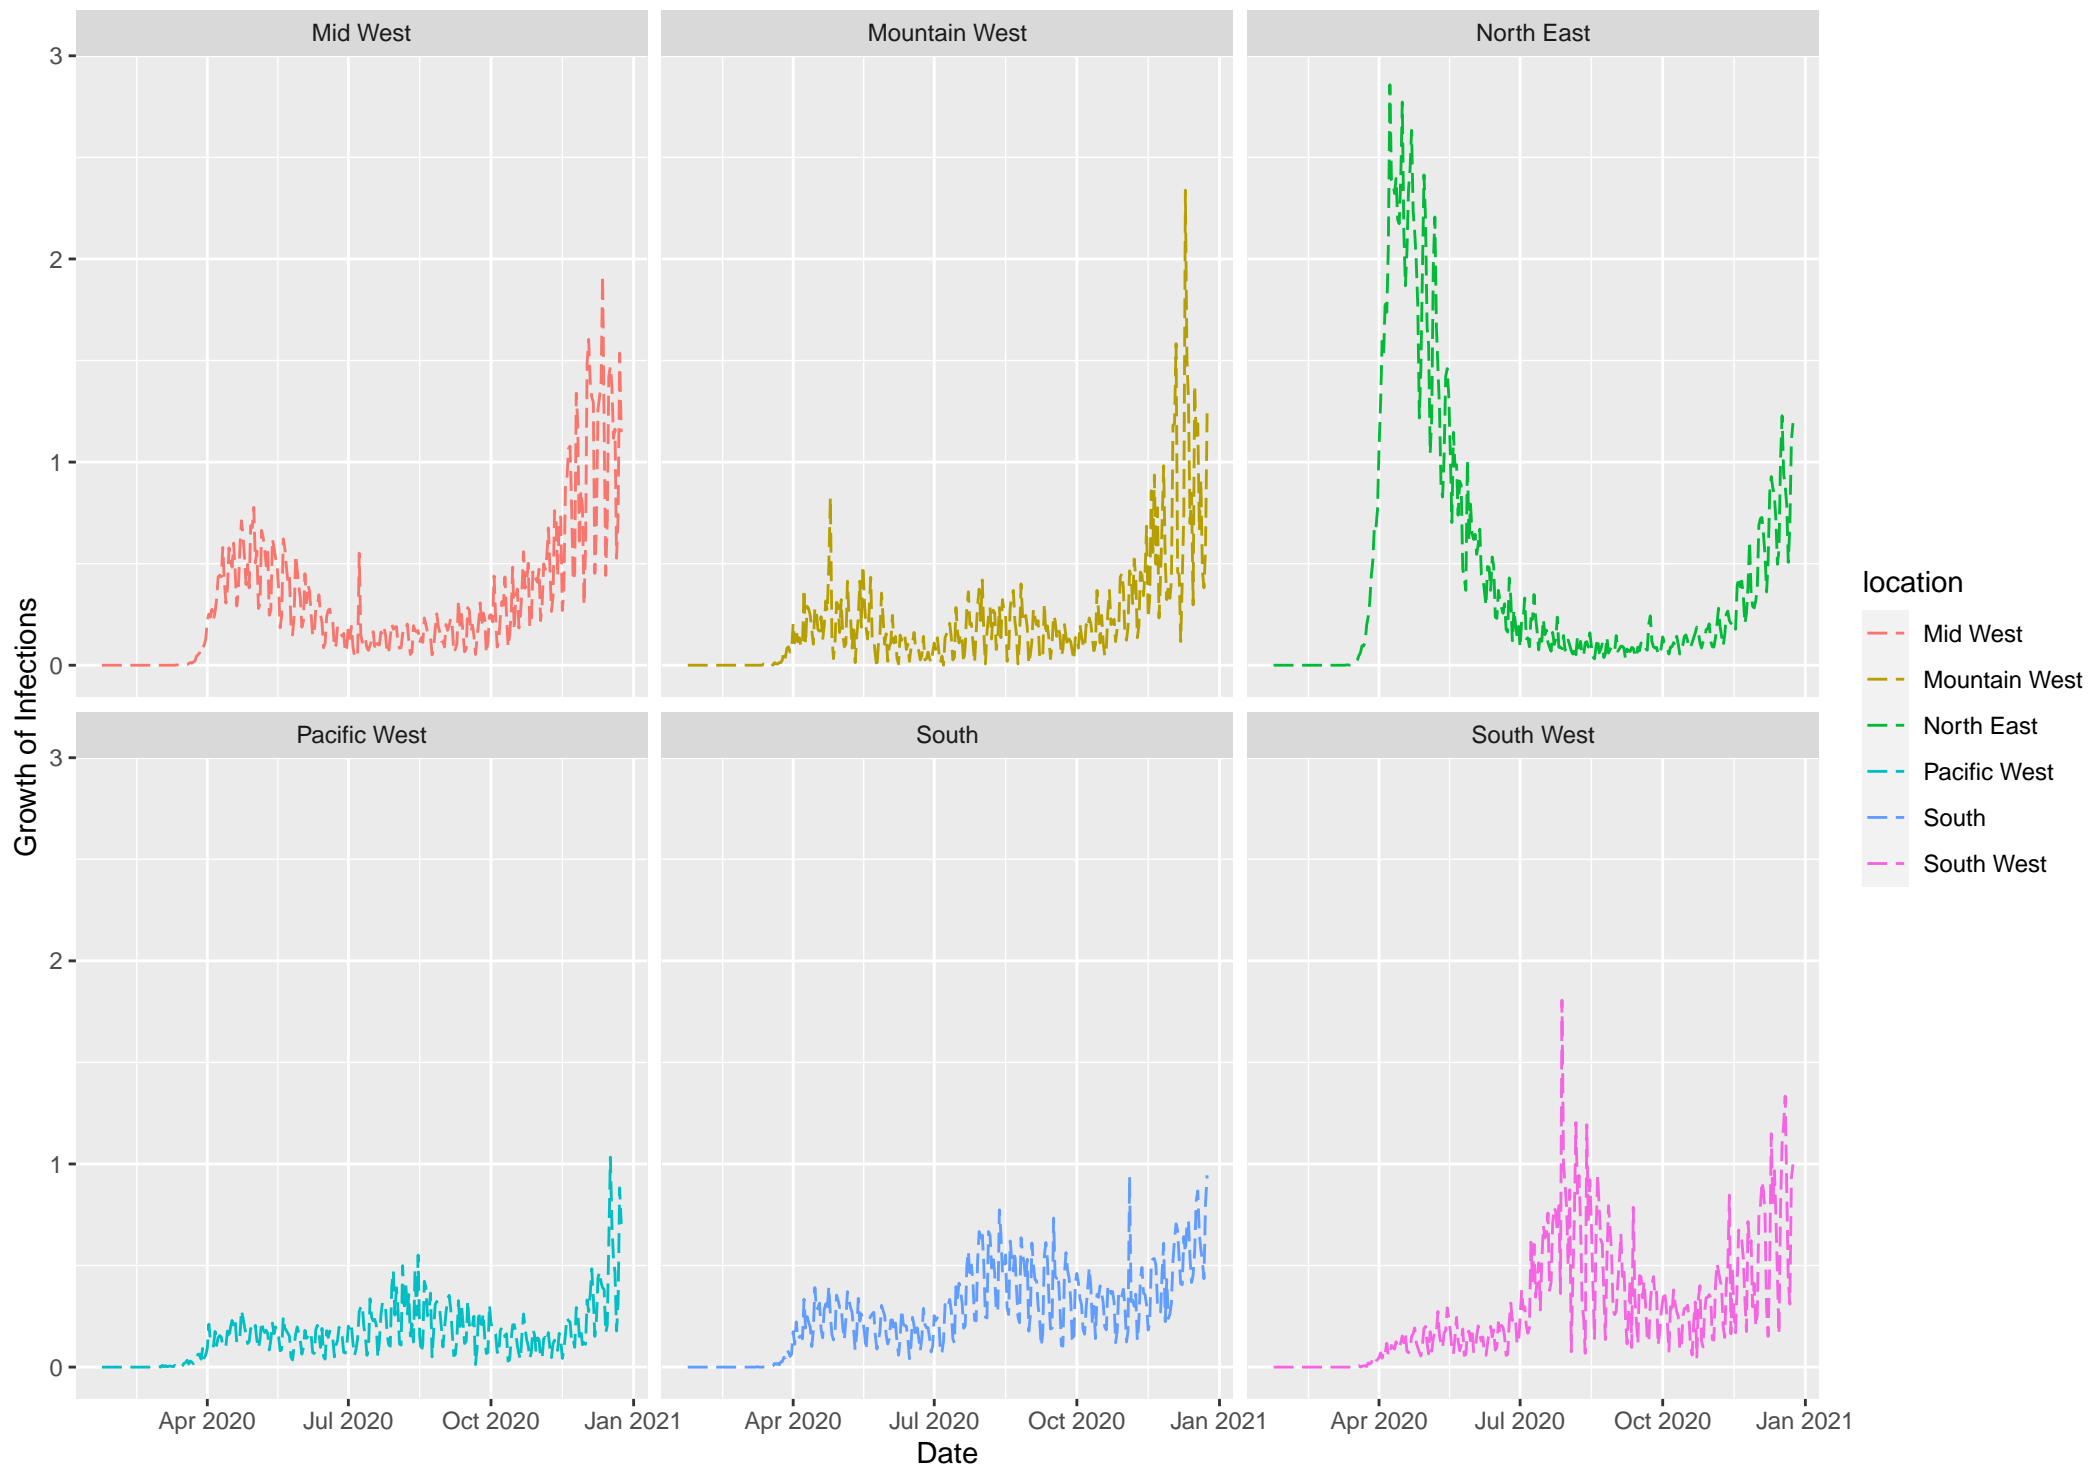 Mid West
Mountain West
North East
3
2
1
0
Growth of Infections
Pacific West
South
South West
3
2
1
0
Apr 2020 Jul 2020 Oct 2020 Jan 2021
Apr 2020 Jul 2020 Oct 2020 Jan 2021
Apr 2020 Jul 2020 Oct 2020 Jan 2021
Date
location
Mid West
Mountain West
North East
Pacific West
South
South West